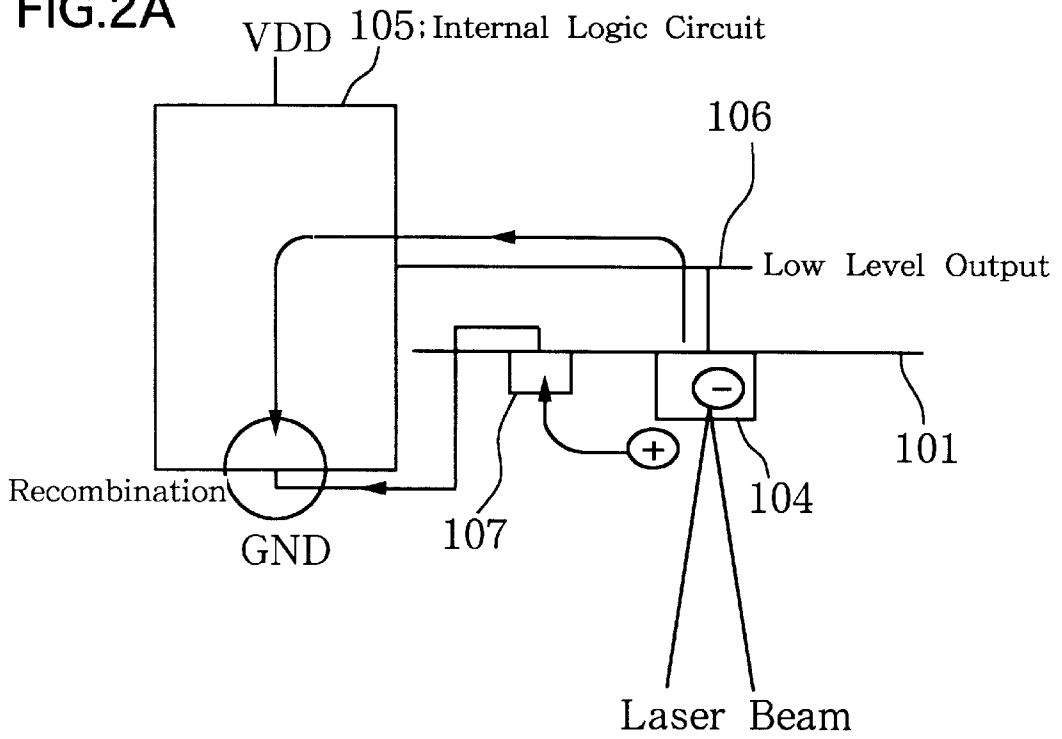 FIG.2A
VDD
105; Internal Logic Circuit
106
Low Level Output
101
104
107
Recombination
GND
+
−
Laser Beam